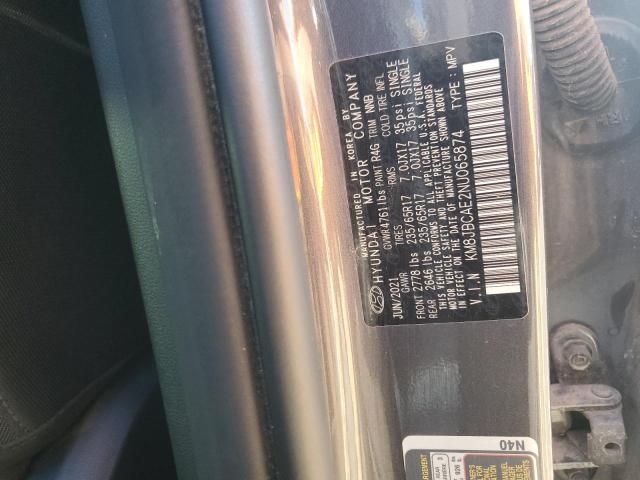 MANUFACTURED IN KOREA BY
HYUNDAI MOTOR COMPANY
JUN/2021 GVWR 4761lbs PAINT R4G TRIM NNB
GAWR TIRES RIMS COLD TIRE INFL
FRONT 2778 lbs 235/65R17 7.0JX17 35psi SINGLE
REAR 2646 lbs 235/65R17 7.0JX17 35psi SINGLE
THIS VEHICLE CONFORMS TO ALL APPLICABLE U.S.A. FEDERAL
MOTOR VEHICLE SAFETY AND THEFT PREVENTION STANDARDS
IN EFFECT ON THE DATE OF MANUFACTURE SHOWN ABOVE
V.I.N KM8JBCAE2NU065874 TYPE : MPV
N40
REAR 3